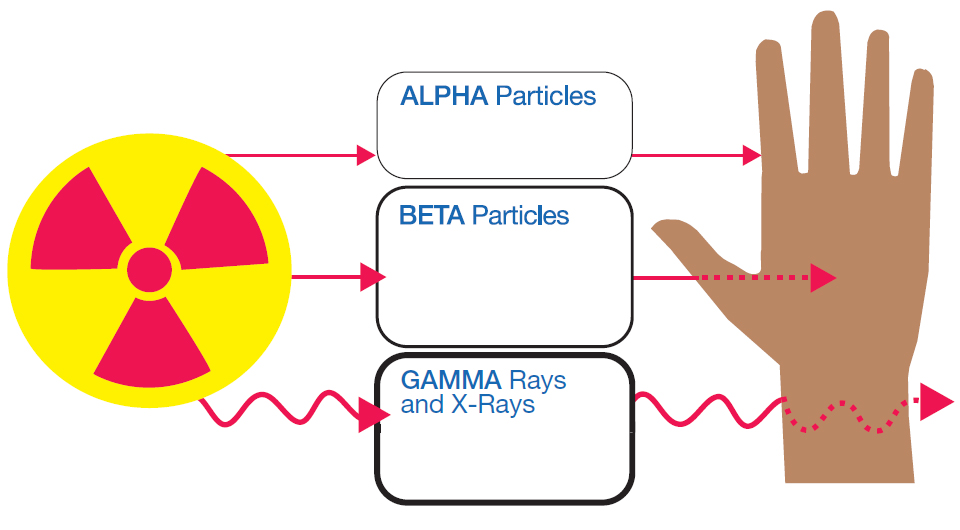 ALPHA Particles
BETA Particles
GAMMA Rays
and X-Rays